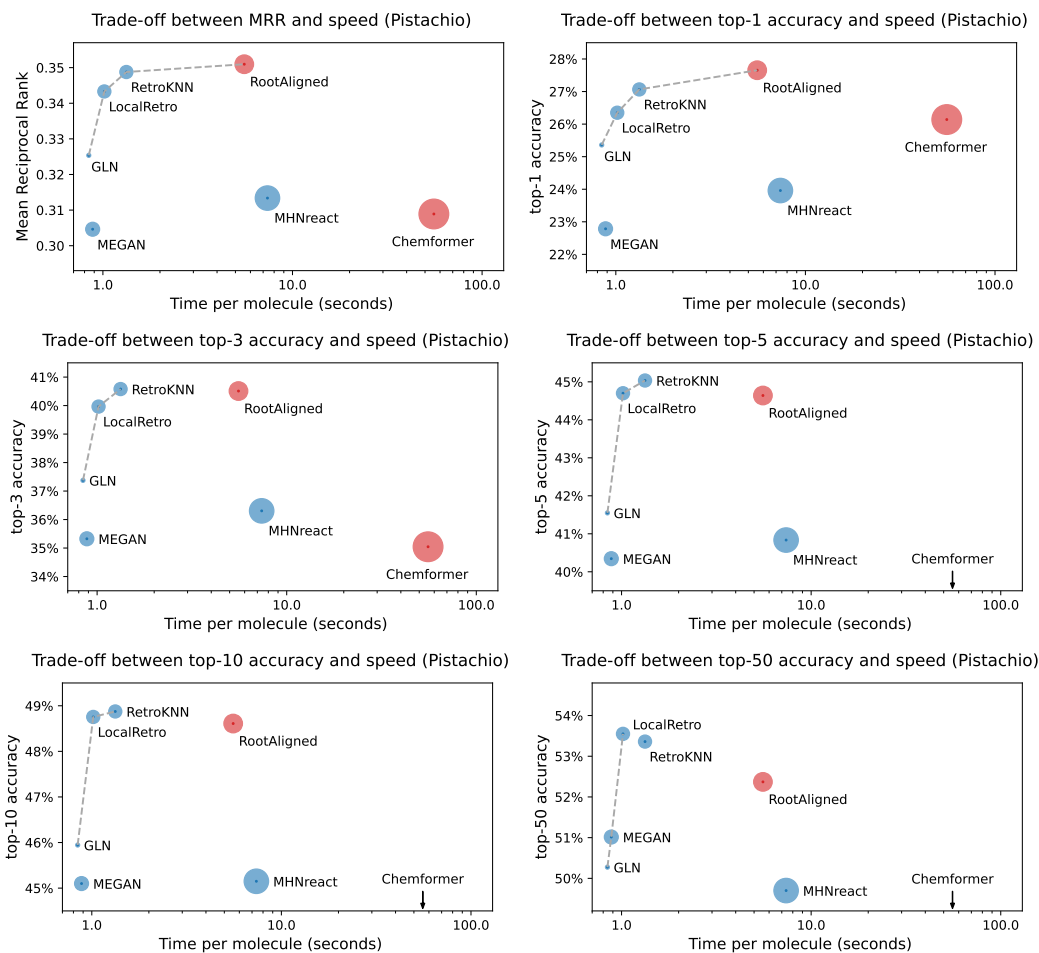 Trade-off between MRR and speed (Pistachio)
Mean Reciprocal Rank
0.35
0.34
0.33
0.32
0.31
0.30
RootAligned
RetroKNN
LocalRetro
GLN
MHNreact
MEGAN
Chemformer
1.0
10.0
100.0
Time per molecule (seconds)
Trade-off between top-1 accuracy and speed (Pistachio)
top-1 accuracy
28%
27%
26%
25%
24%
23%
22%
RootAligned
RetroKNN
LocalRetro
Chemformer
GLN
MHNreact
MEGAN
1.0
10.0
100.0
Time per molecule (seconds)
Trade-off between top-3 accuracy and speed (Pistachio)
top-3 accuracy
41%
40%
39%
38%
37%
36%
35%
34%
RetroKNN
RootAligned
LocalRetro
GLN
MHNreact
MEGAN
Chemformer
1.0
10.0
100.0
Time per molecule (seconds)
Trade-off between top-5 accuracy and speed (Pistachio)
top-5 accuracy
45%
44%
43%
42%
41%
40%
RetroKNN
LocalRetro
RootAligned
GLN
MEGAN
MHNreact
Chemformer
1.0
10.0
100.0
Time per molecule (seconds)
Trade-off between top-10 accuracy and speed (Pistachio)
top-10 accuracy
49%
48%
47%
46%
45%
RetroKNN
LocalRetro
RootAligned
GLN
MEGAN
MHNreact
Chemformer
1.0
10.0
100.0
Time per molecule (seconds)
Trade-off between top-50 accuracy and speed (Pistachio)
top-50 accuracy
54%
53%
52%
51%
50%
LocalRetro
RetroKNN
RootAligned
MEGAN
GLN
MHNreact
Chemformer
1.0
10.0
100.0
Time per molecule (seconds)